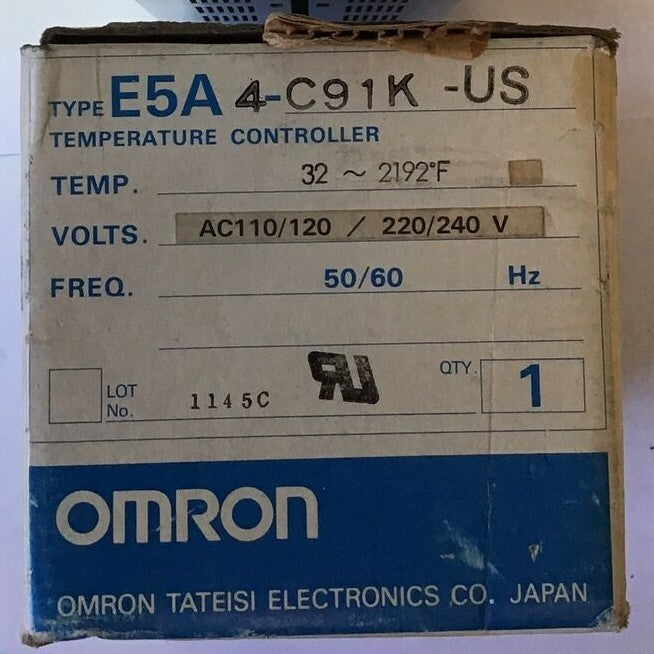 TYPE E5A 4-C91K -US
TEMPERATURE CONTROLLER
TEMP. 32 ~ 2192°F
VOLTS. AC110/120 / 220/240 V
FREQ. 50/60 Hz
LOT No. 1145C
QTY. 1
OMRON
OMRON TATEISI ELECTRONICS CO. JAPAN